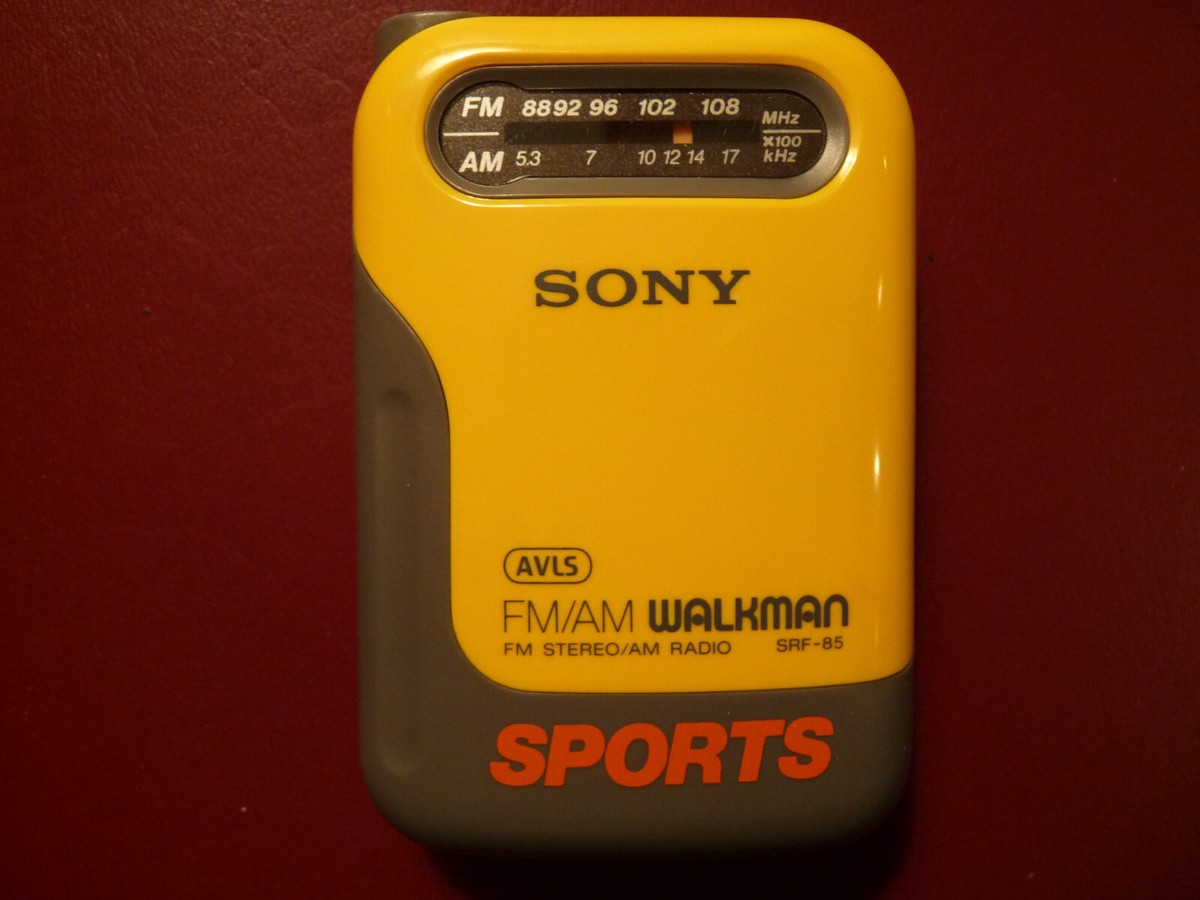 FM 88 92 96 102 108 MHz
AM 5.3 7 10 12 14 17 x100 kHz
SONY
AVLS
FM/AM WALKMAN
FM STEREO/AM RADIO SRF-85
SPORTS